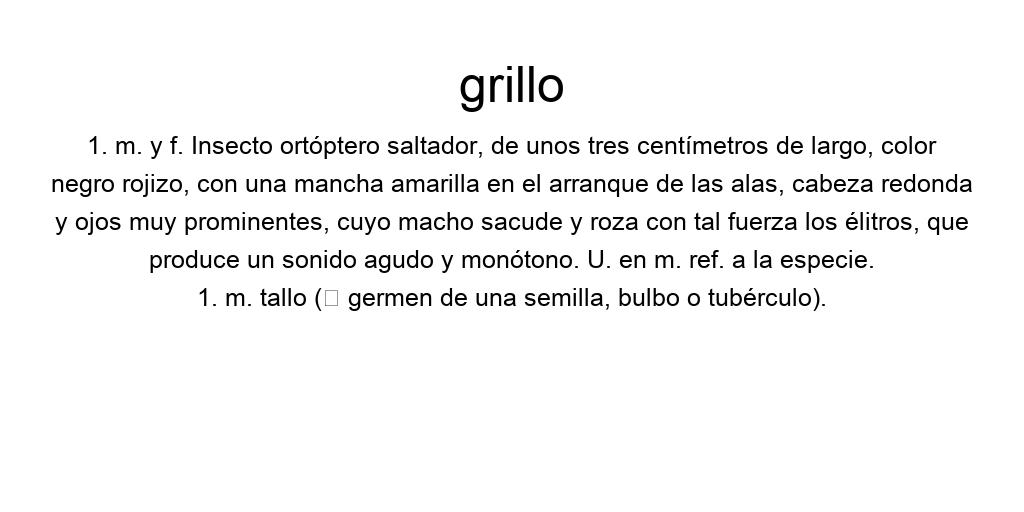 grillo
1. m. y f. Insecto ortóptero saltador, de unos tres centímetros de largo, color
negro rojizo, con una mancha amarilla en el arranque de las alas, cabeza redonda
y ojos muy prominentes, cuyo macho sacude y roza con tal fuerza los élitros, que
produce un sonido agudo y monótono. U. en m. ref. a la especie.
1. m. tallo (□ germen de una semilla, bulbo o tubérculo).